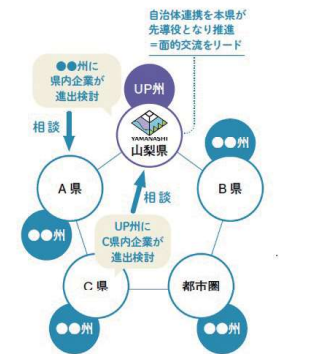 自治体連携を本県が
先導役となり推進
＝面的交流をリード
●●州に
県内企業が
進出検討
UP州
相談
YAMANASHI
山梨県
●●州
A県
B県
相談
●●州
UP州に
C県内企業が
進出検討
C県
都市圏
●●州
●●州